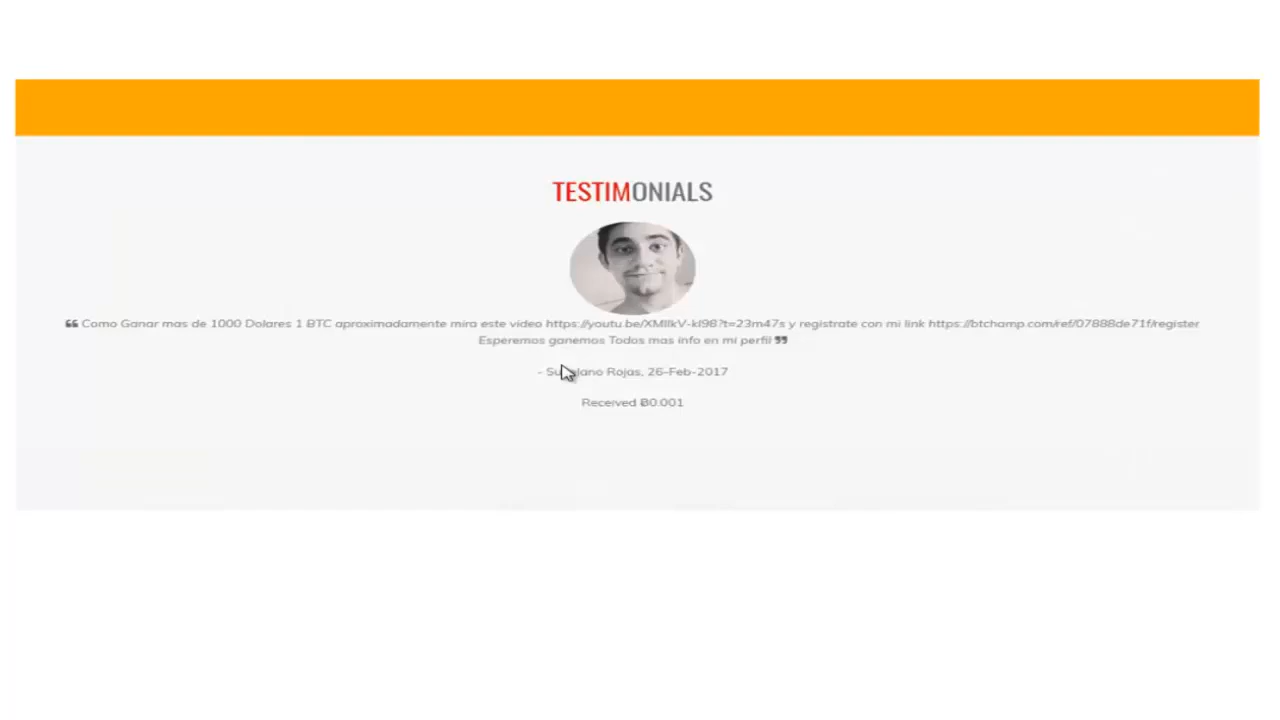 TESTIMONIALS
❝ Como Ganar mas de 1000 Dolares 1 BTC aproximadamente mira este video https://youtu.be/XMIlkV-kI98?t=23m47s y registrate con mi link https://btchamp.com/ref/07888de71f/register
Esperemos ganemos Todos mas info en mi perfil ❞
- Rojas, 26-Feb-2017
Received Ƀ0.001